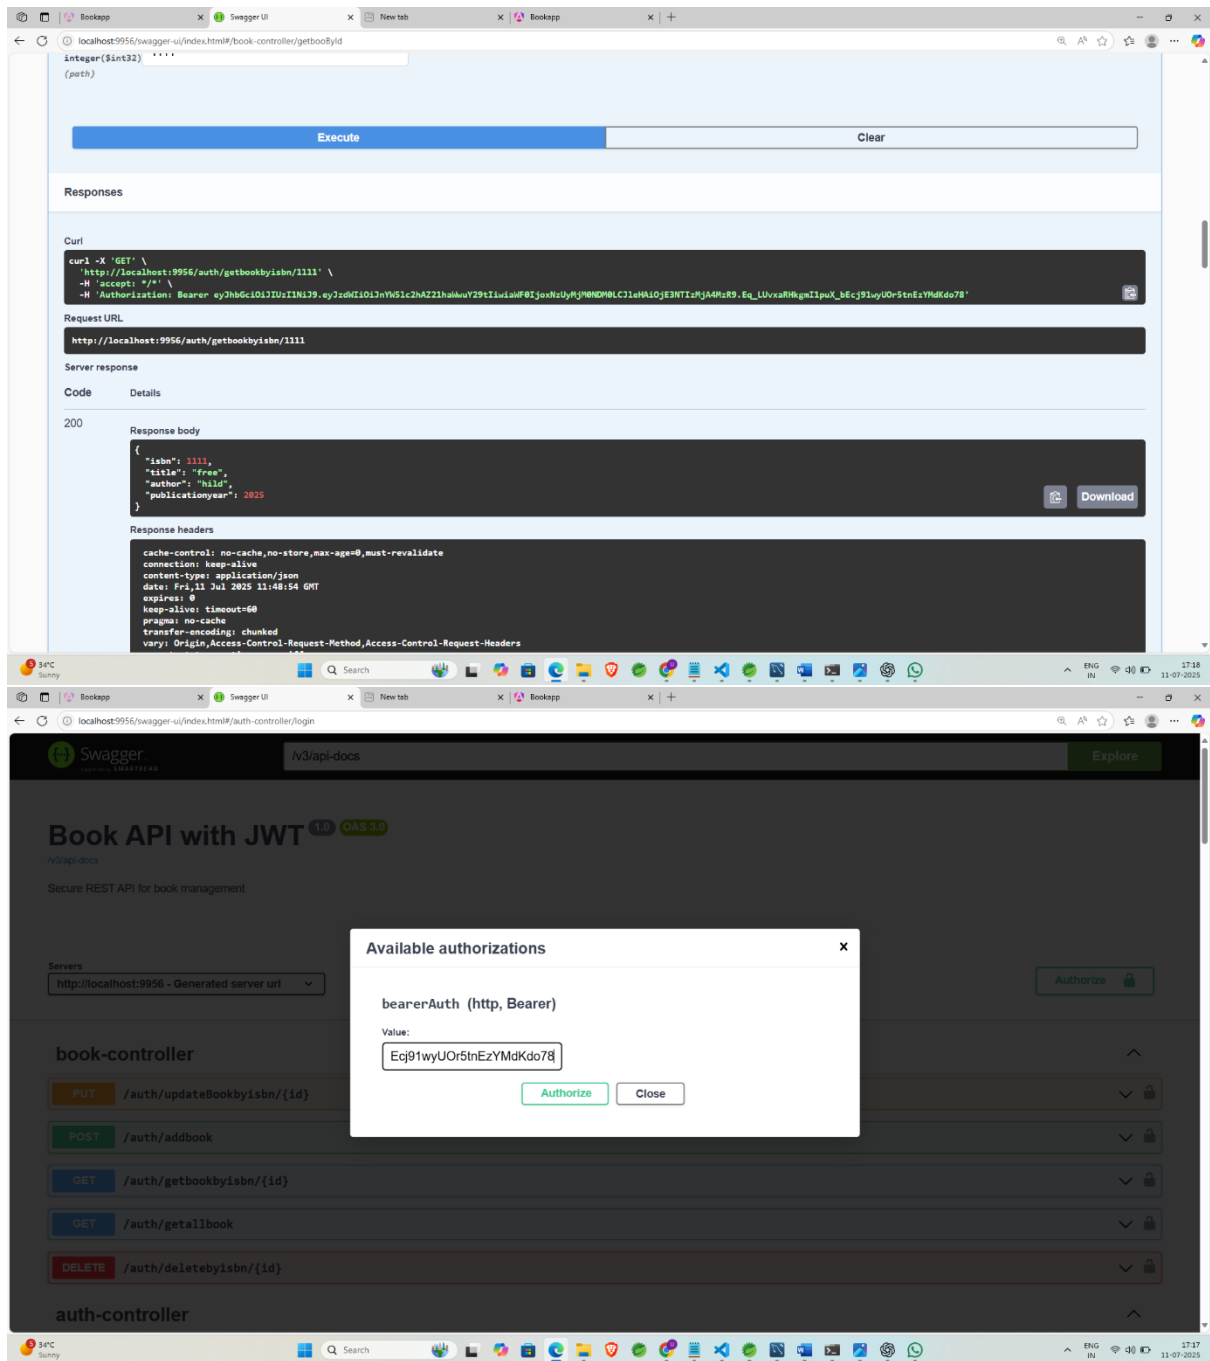 Bookapp
Swagger UI
New tab
Bookapp
localhost:9956/swagger-ui/index.html#/book-controller/getbooById
integer($int32)
(path)
Execute
Clear
Responses
Curl
curl -X 'GET' \
'http://localhost:9956/auth/getbookbyisbn/1111' \
-H 'accept: */*' \
-H 'Authorization: Bearer
Request URL
http://localhost:9956/auth/getbookbyisbn/1111
Server response
Code Details
200
Response body
{
"isbn": 1111,
"title": "free",
"author": "hild",
"publicationyear": 2025
}
Download
Response headers
cache-control: no-cache,no-store,max-age=0,must-revalidate
connection: keep-alive
content-type: application/json
date: Fri,11 Jul 2025 11:48:54 GMT
expires: 0
keep-alive: timeout=60
pragma: no-cache
transfer-encoding: chunked
vary: Origin,Access-Control-Request-Method,Access-Control-Request-Headers
5
34°C
Sunny
Search
ENG
IN
17:18
11-07-2025
Bookapp
Swagger UI
New tab
Bookapp
localhost:9956/swagger-ui/index.html#/auth-controller/login
Swagger.
Supported by SMARTBEAR
/v3/api-docs
Explore
Book API with JWT 1.0 OAS 3.0
/v3/api-docs
Secure REST API for book management
Available authorizations
Servers
http://localhost:9956 - Generated server url
Authorize
bearerAuth (http, Bearer)
Value:
Ecj91wyUOr5tnEzYMdKdo78
Authorize
Close
book-controller
PUT /auth/updateBookbyisbn/{id}
POST /auth/addbook
GET /auth/getbookbyisbn/{id}
GET /auth/getallbook
DELETE /auth/deletebyisbn/{id}
auth-controller
5
34°C
Sunny
Search
ENG
IN
17:17
11-07-2025